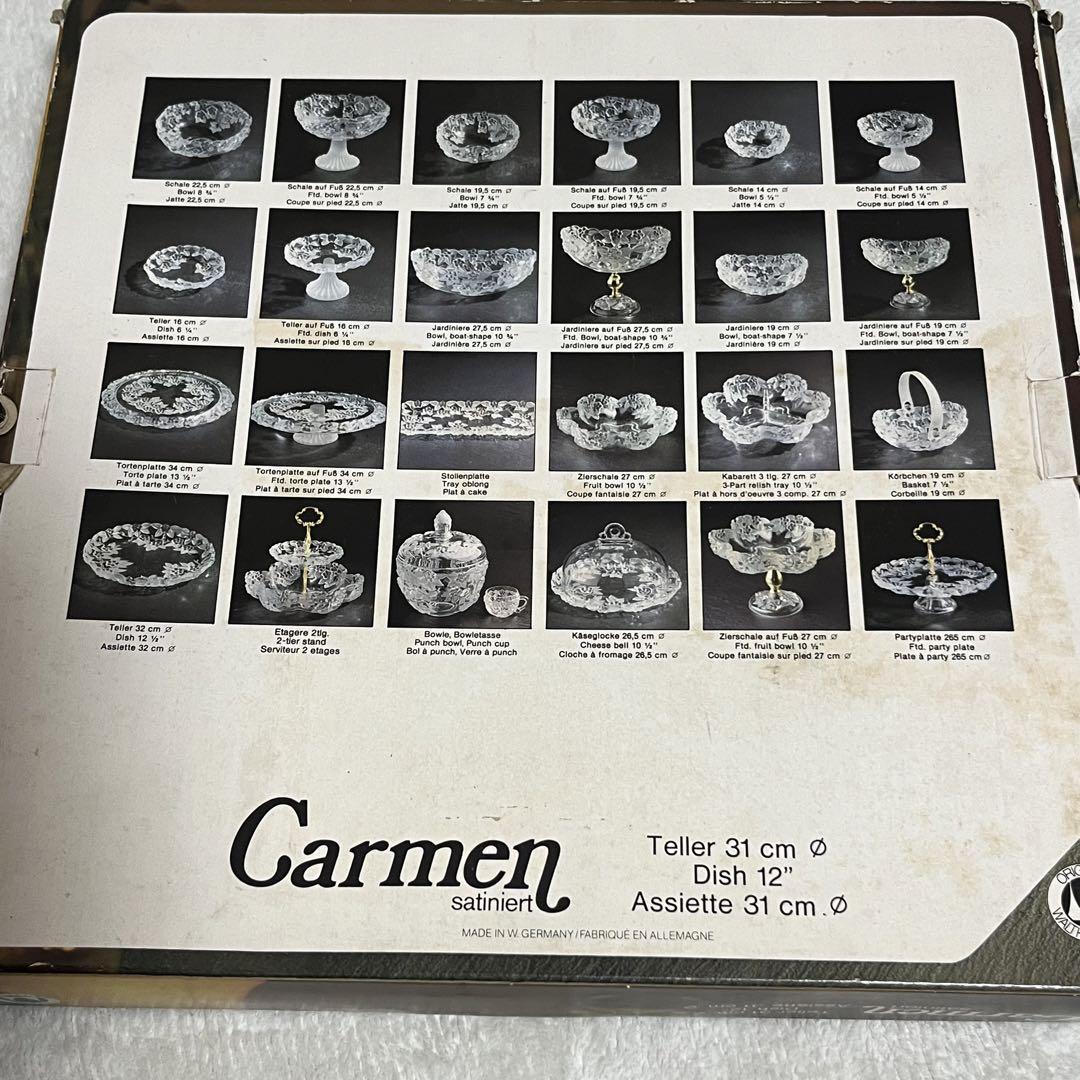 Schale 22,5 cm ⌀
Bowl 8 ¾"
Jatte 22,5 cm ⌀
Schale auf Fuß 22,5 cm ⌀
Ftd. bowl 8 ¾"
Coupe sur pied 22,5 cm ⌀
Schale 19,5 cm ⌀
Bowl 7 ¾"
Jatte 19,5 cm ⌀
Schale auf Fuß 19,5 cm ⌀
Ftd. bowl 7 ¾"
Coupe sur pied 19,5 cm ⌀
Schale 14 cm ⌀
Bowl 5 ½"
Jatte 14 cm ⌀
Schale auf Fuß 14 cm ⌀
Ftd. bowl 5 ½"
Coupe sur pied 14 cm ⌀
Teller 16 cm ⌀
Dish 6 ¼"
Assiette 16 cm ⌀
Teller auf Fuß 16 cm ⌀
Ftd. dish 6 ¼"
Assiette sur pied 16 cm ⌀
Jardiniere 27,5 cm ⌀
Bowl, boat-shape 10 ¾"
Jardinière 27,5 cm ⌀
Jardiniere auf Fuß 27,5 cm ⌀
Ftd. Bowl, boat-shape 10 ¾"
Jardiniere sur pied 27,5 cm ⌀
Jardiniere 19 cm ⌀
Bowl, boat-shape 7 ½"
Jardinière 19 cm ⌀
Jardiniere auf Fuß 19 cm ⌀
Ftd. Bowl, boat-shape 7 ½"
Jardiniere sur pied 19 cm ⌀
Tortenplatte 34 cm ⌀
Torte plate 13 ½"
Plat à tarte 34 cm ⌀
Tortenplatte auf Fuß 34 cm ⌀
Ftd. torte plate 13 ½"
Plat à tarte sur pied 34 cm ⌀
Stollenplatte
Tray oblong
Plat à cake
Zierschale 27 cm ⌀
Fruit bowl 10 ½"
Coupe fantaisie 27 cm ⌀
Kabarett 3 tlg. 27 cm ⌀
3-Part relish tray 10 ½"
Plat à hors d'oeuvre 3 comp. 27 cm ⌀
Körbchen 19 cm ⌀
Basket 7 ½"
Corbeille 19 cm ⌀
Teller 32 cm ⌀
Dish 12 ½"
Assiette 32 cm ⌀
Etagere 2tlg.
2-tier stand
Serviteur 2 etages
Bowle, Bowletasse
Punch bowl, Punch cup
Bol à punch, Verre à punch
Käseglocke 26,5 cm ⌀
Cheese bell 10 ½"
Cloche à fromage 26,5 cm ⌀
Zierschale auf Fuß 27 cm ⌀
Ftd. fruit bowl 10 ½"
Coupe fantaisie sur pied 27 cm ⌀
Partyplatte 265 cm ⌀
Ftd. party plate
Plate à party 265 cm ⌀
Carmen
satiniert
Teller 31 cm ⌀
Dish 12"
Assiette 31 cm. ⌀
MADE IN W. GERMANY/FABRIQUÉ EN ALLEMAGNE